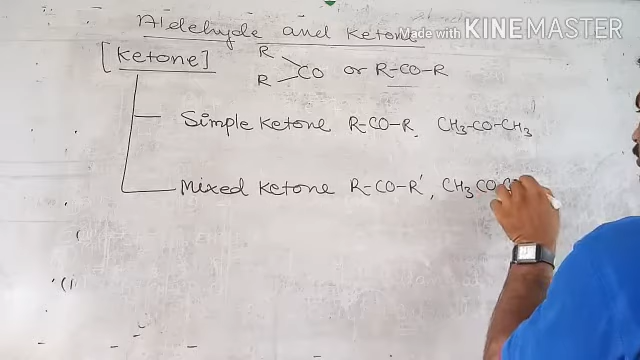 Aldehyde and Ketone
Made with KINEMASTER
[Ketone] R R CO or R-CO-R
Simple Ketone R-CO-R, CH3-CO-CH3
Mixed Ketone R-CO-R', CH3CO